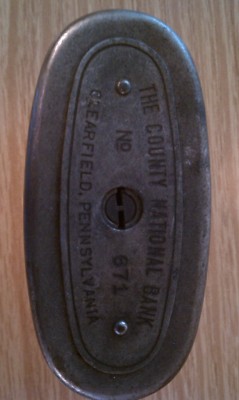 THE COUNTY NATIONAL BANK
No 671
CLEARFIELD, PENNSYLVANIA